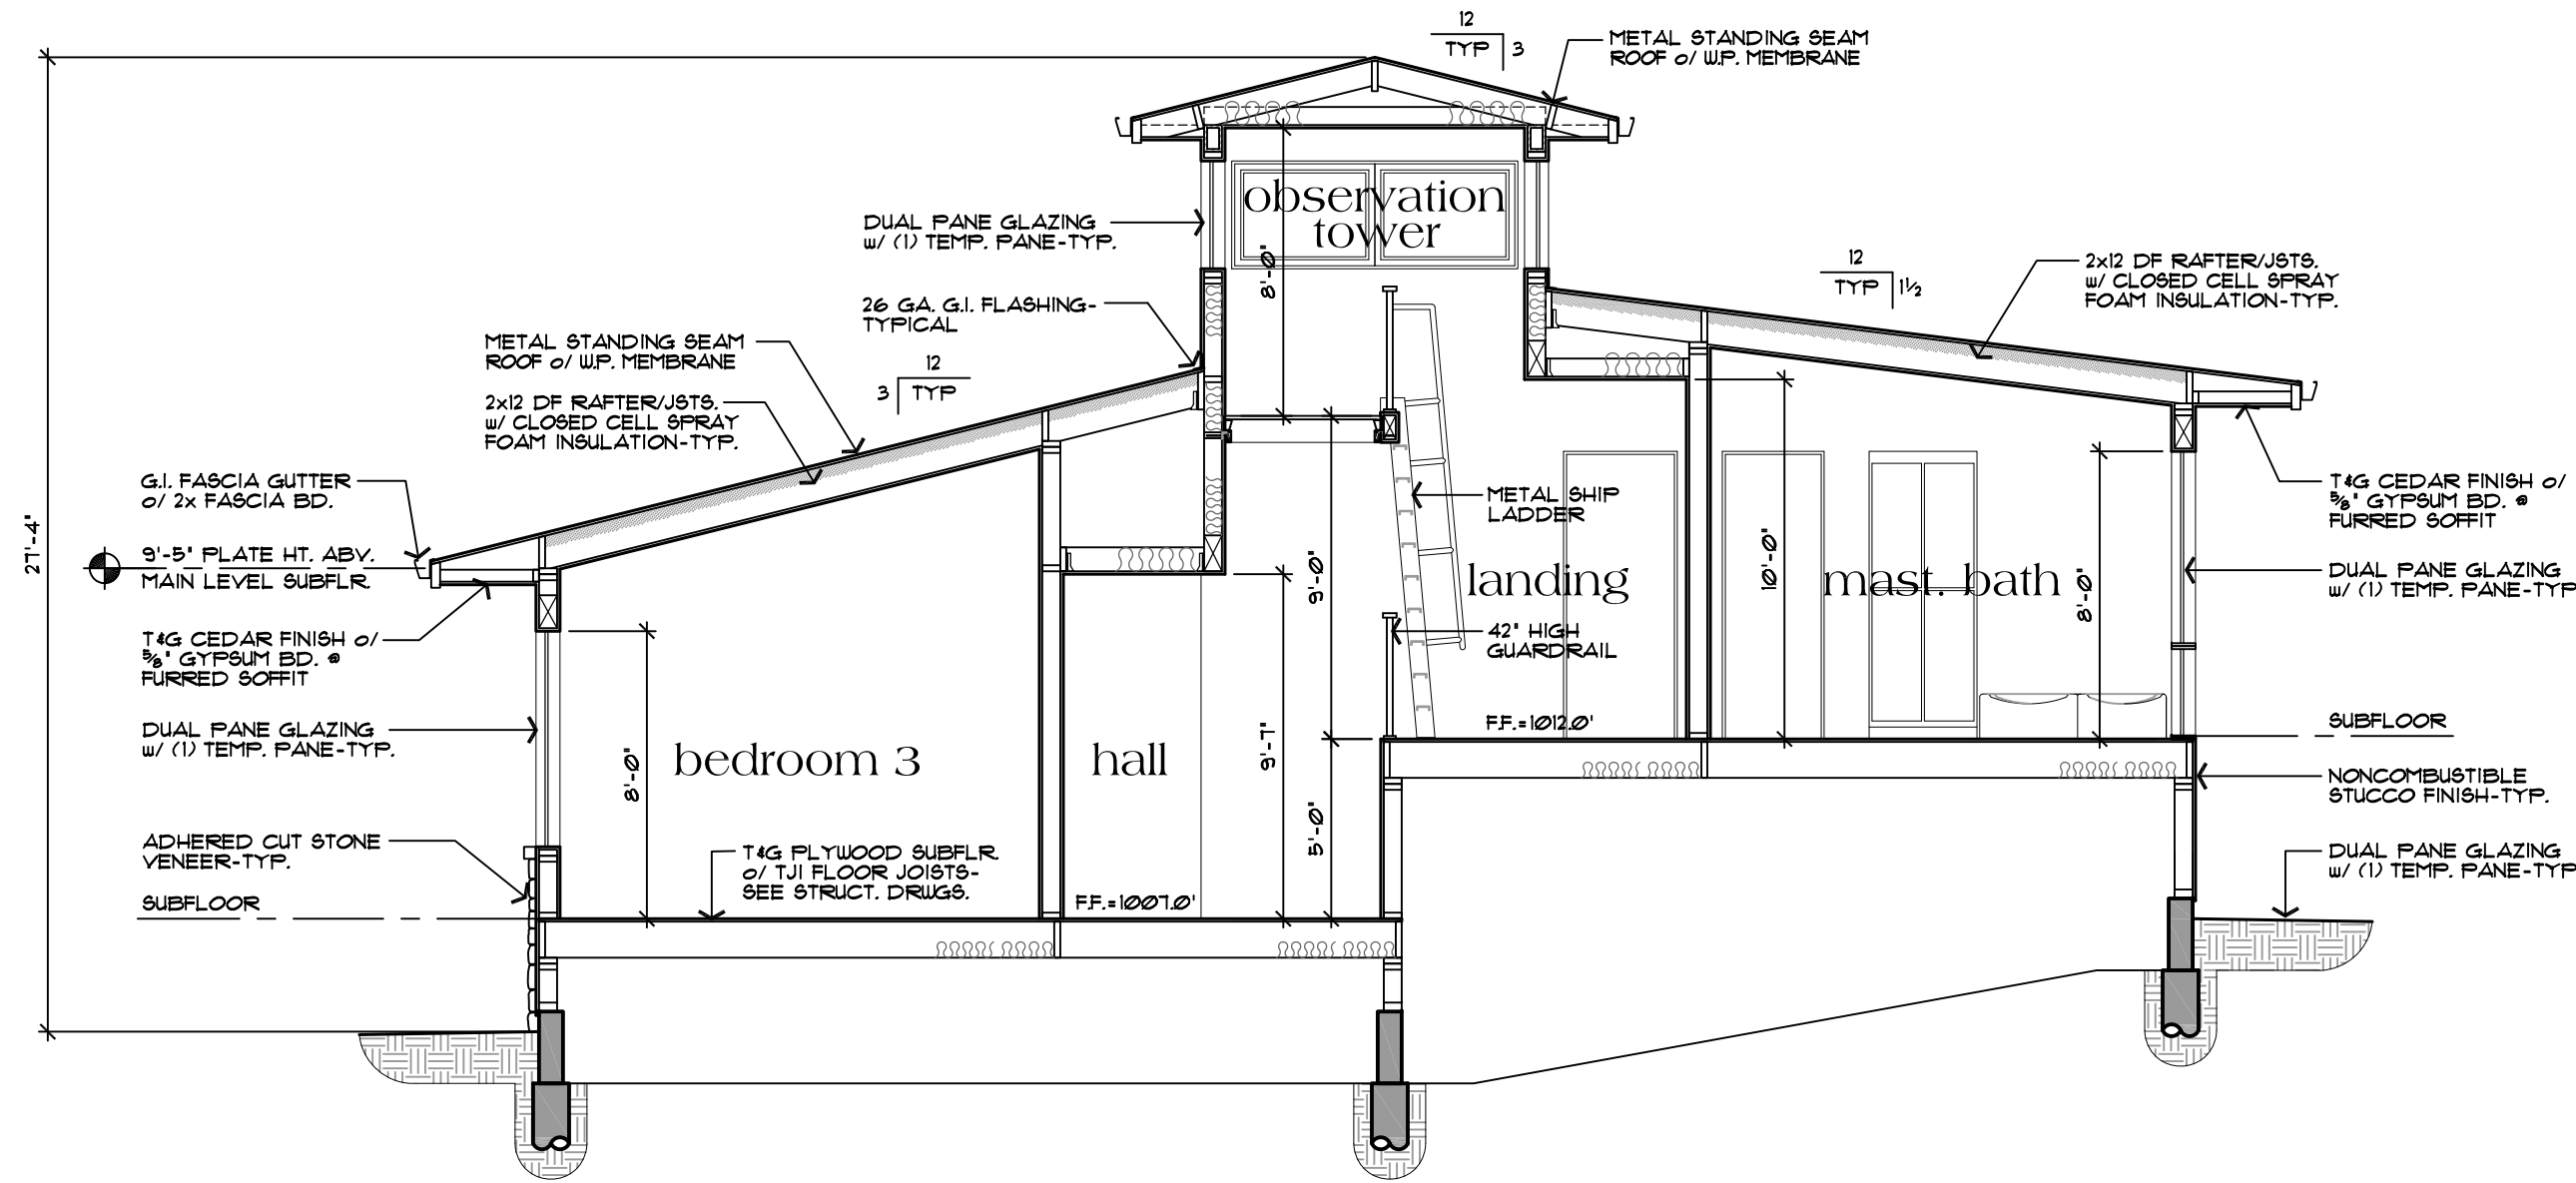 12
TYP 3
METAL STANDING SEAM
ROOF o/ W.P. MEMBRANE
observation
tower
8'-0"
DUAL PANE GLAZING
w/ (1) TEMP. PANE-TYP.
26 GA. G.I. FLASHING-
TYPICAL
12
TYP 1½
2x12 DF RAFTER/JSTS.
w/ CLOSED CELL SPRAY
FOAM INSULATION-TYP.
METAL STANDING SEAM
ROOF o/ W.P. MEMBRANE
12
3 TYP
2x12 DF RAFTER/JSTS.
w/ CLOSED CELL SPRAY
FOAM INSULATION-TYP.
G.I. FASCIA GUTTER
o/ 2x FASCIA BD.
27'-4"
9'-5" PLATE HT. ABV.
MAIN LEVEL SUBFLR.
T&G CEDAR FINISH o/
⅝" GYPSUM BD. @
FURRED SOFFIT
DUAL PANE GLAZING
w/ (1) TEMP. PANE-TYP.
ADHERED CUT STONE
VENEER-TYP.
SUBFLOOR
8'-0"
bedroom 3
T&G PLYWOOD SUBFLR.
o/ TJI FLOOR JOISTS-
SEE STRUCT. DRWGS.
hall
F.F.=1007.0'
9'-7"
9'-0"
5'-0"
METAL SHIP
LADDER
landing
42" HIGH
GUARDRAIL
F.F.=1012.0'
10'-0"
mast. bath
8'-0"
T&G CEDAR FINISH o/
⅝" GYPSUM BD. @
FURRED SOFFIT
DUAL PANE GLAZING
w/ (1) TEMP. PANE-TYP
SUBFLOOR
NONCOMBUSTIBLE
STUCCO FINISH-TYP.
DUAL PANE GLAZING
w/ (1) TEMP. PANE-TYP